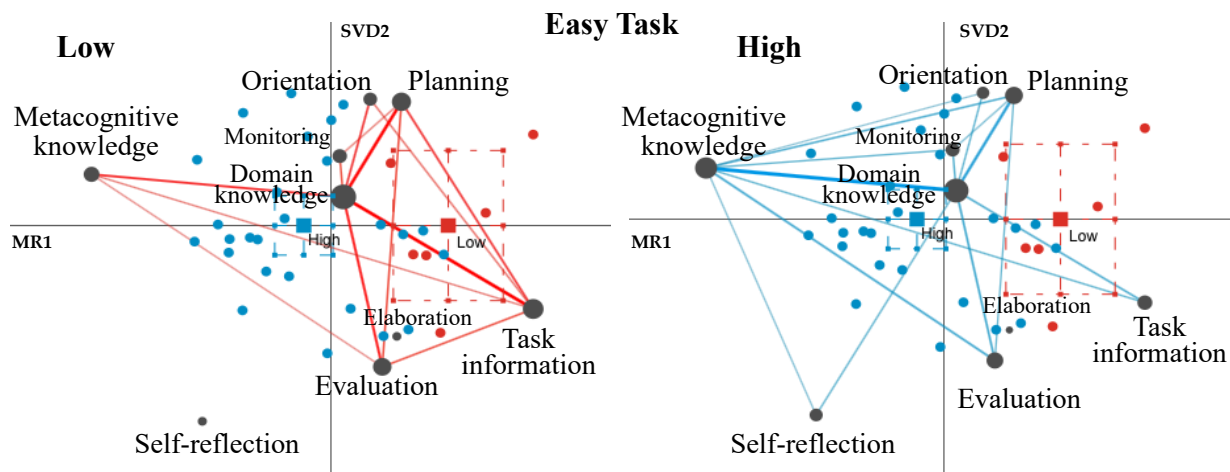 Easy Task
Low
SVD2
Orientation
Planning
Metacognitive
knowledge
Monitoring
Domain
knowledge
High
Low
MR1
Elaboration
Task
information
Evaluation
Self-reflection
High
SVD2
Orientation
Planning
Metacognitive
knowledge
Monitoring
Domain
knowledge
High
Low
MR1
Elaboration
Task
information
Evaluation
Self-reflection